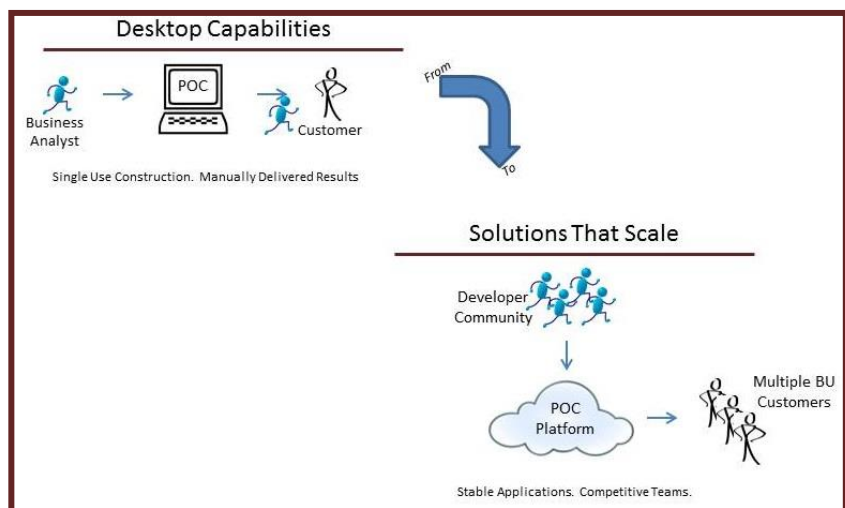 Desktop Capabilities
POC
Business
Analyst
Customer
Single Use Construction.  Manually Delivered Results
From
To
Solutions That Scale
Developer
Community
POC
Platform
Multiple BU
Customers
Stable Applications.  Competitive Teams.